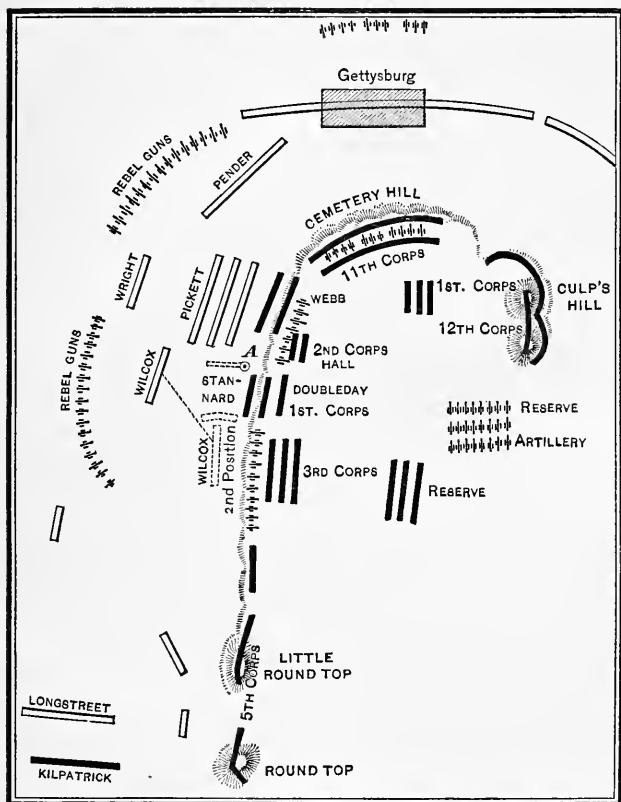 Gettysburg
REBEL GUNS
PENDER
CEMETERY HILL
11TH CORPS
WRIGHT
PICKETT
WEBB
1ST. CORPS
CULP'S
HILL
12TH CORPS
A
2ND CORPS
HALL
REBEL GUNS
WILCOX
STAN-
NARD
DOUBLEDAY
1ST. CORPS
RESERVE
ARTILLERY
WILCOX
2nd Position
3RD CORPS
RESERVE
LITTLE
ROUND TOP
5TH CORPS
LONGSTREET
KILPATRICK
ROUND TOP